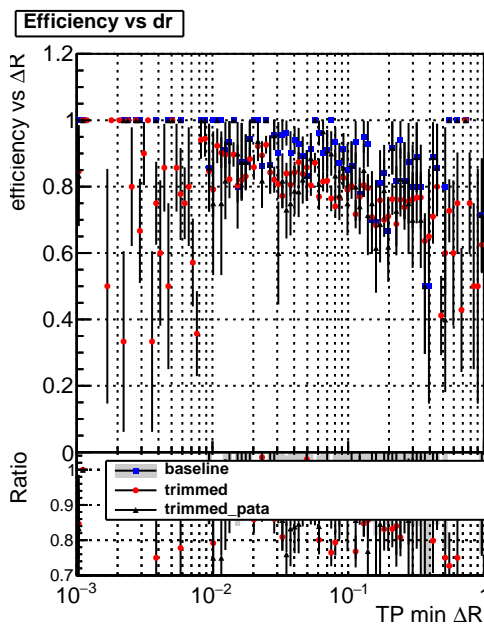 Efficiency vs dr
efficiency vs ΔR
1.2
1
0.8
0.6
0.4
0.2
0
Ratio
1
0.9
0.8
0.7
baseline
trimmed
trimmed_pata
10⁻³
10⁻²
10⁻¹
1
TP min ΔR